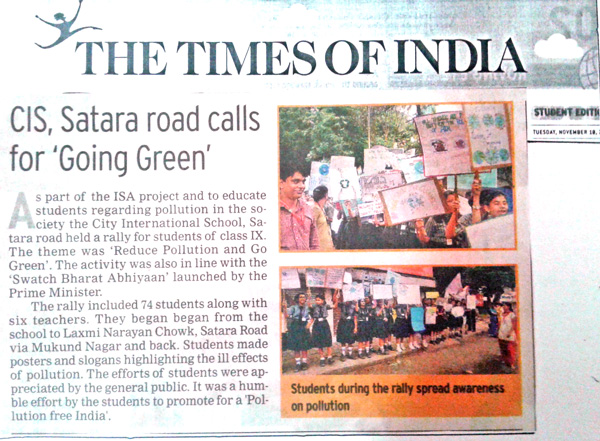 THE TIMES OF INDIA
STUDENT EDITI
TUESDAY, NOVEMBER 18, 2
CIS, Satara road calls
for 'Going Green'
As part of the ISA project and to educate
students regarding pollution in the so-
ciety the City International School, Sa-
tara road held a rally for students of class IX.
The theme was 'Reduce Pollution and Go
Green'. The activity was also in line with the
'Swatch Bharat Abhiyaan' launched by the
Prime Minister.
The rally included 74 students along with
six teachers. They began began from the
school to Laxmi Narayan Chowk, Satara Road
via Mukund Nagar and back. Students made
posters and slogans highlighting the ill effects
of pollution. The efforts of students were ap-
preciated by the general public. It was a hum-
ble effort by the students to promote for a 'Pol-
lution free India'.
Students during the rally spread awareness
on pollution